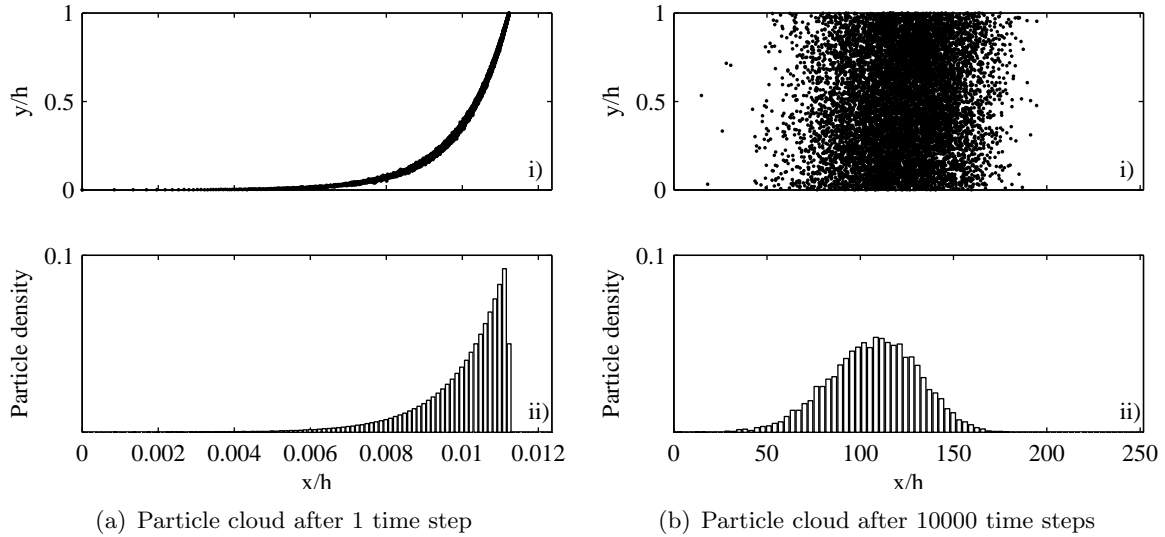 1
y/h
0.5
i)
0
0.1
Particle density
ii)
0 0.002 0.004 0.006 0.008 0.01 0.012
x/h
(a) Particle cloud after 1 time step
1
y/h
0.5
i)
0
0.1
Particle density
ii)
0 50 100 150 200 250
x/h
(b) Particle cloud after 10000 time steps